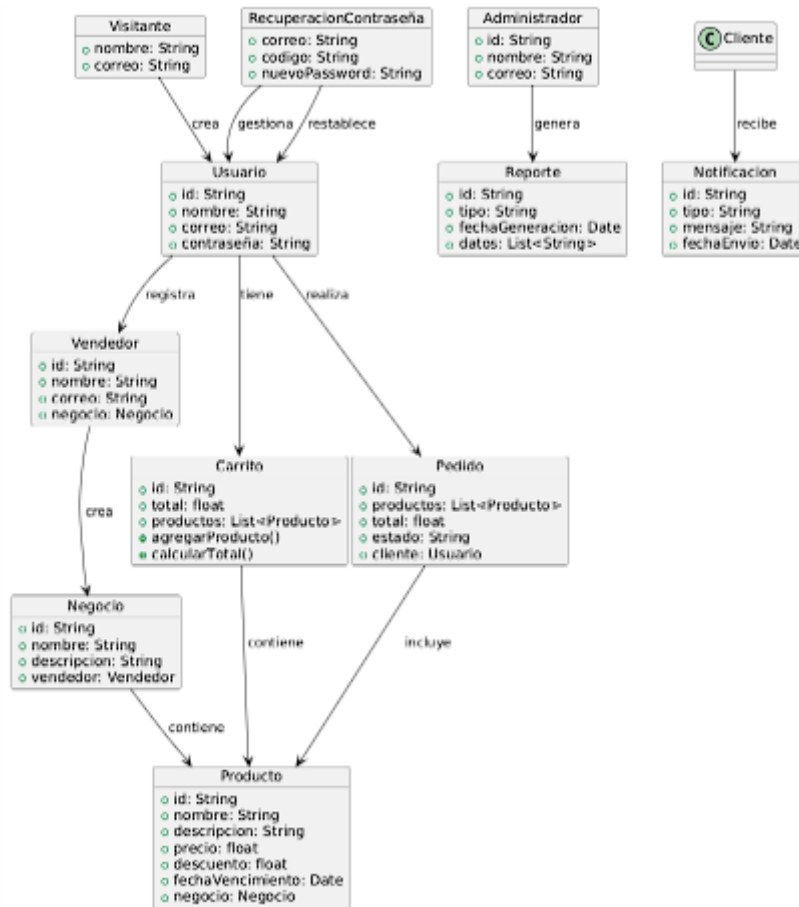 Visitante
nombre: String
correo: String
RecuperacionContraseña
correo: String
codigo: String
nuevoPassword: String
Administrador
id: String
nombre: String
correo: String
C Cliente
crea
gestiona
restablece
genera
recibe
Usuario
id: String
nombre: String
correo: String
contraseña: String
Reporte
id: String
tipo: String
fechaGeneracion: Date
datos: List<String>
Notificacion
id: String
tipo: String
mensaje: String
fechaEnvio: Date
registra
tiene
realiza
Vendedor
id: String
nombre: String
correo: String
negocio: Negocio
Carrito
id: String
total: float
productos: List<Producto>
agregarProducto()
calcularTotal()
Pedido
id: String
productos: List<Producto>
total: float
estado: String
cliente: Usuario
crea
Negocio
id: String
nombre: String
descripcion: String
vendedor: Vendedor
contiene
incluye
contiene
Producto
id: String
nombre: String
descripcion: String
precio: float
descuento: float
fechaVencimiento: Date
negocio: Negocio